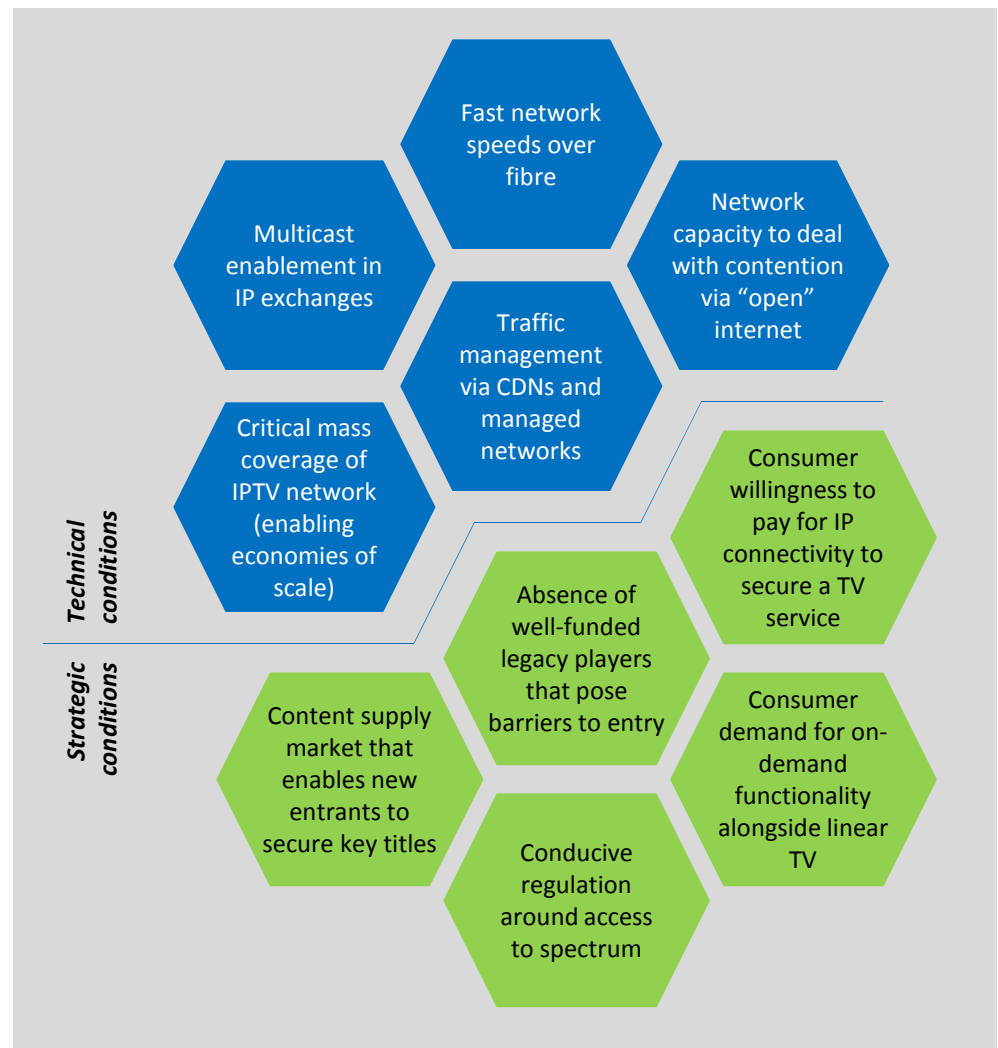 Fast network
speeds over
fibre
Multicast
enablement in
IP exchanges
Network
capacity to deal
with contention
via “open”
internet
Traffic
management
via CDNs and
managed
networks
Critical mass
coverage of
IPTV network
(enabling
economies of
scale)
Technical
conditions
Strategic
conditions
Consumer
willingness to
pay for IP
connectivity to
secure a TV
service
Absence of
well-funded
legacy players
that pose
barriers to entry
Content supply
market that
enables new
entrants to
secure key titles
Consumer
demand for on-
demand
functionality
alongside linear
TV
Conducive
regulation
around access
to spectrum